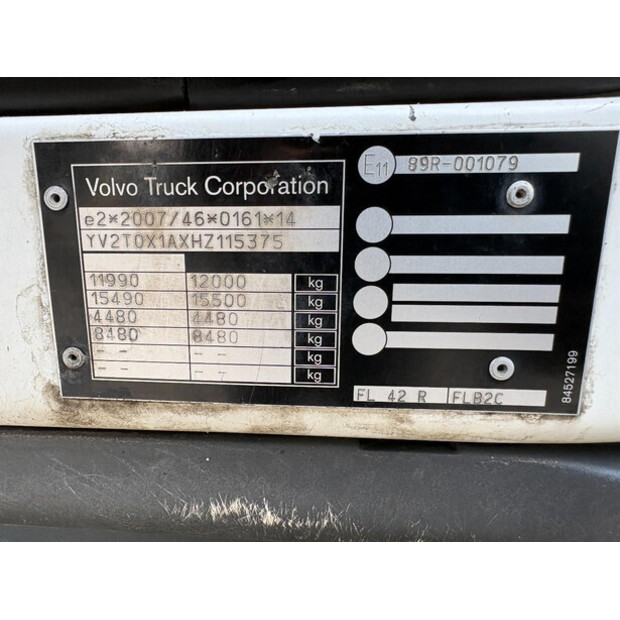 Volvo Truck Corporation
e2*2007/46*0161*14
YV2T0X1AXHZ115375
11990 12000 kg
15490 15500 kg
4480 4480 kg
8480 8480 kg
-- -- kg
-- -- kg
E11 89R-001079
FL 42 R FLB2C
84527199